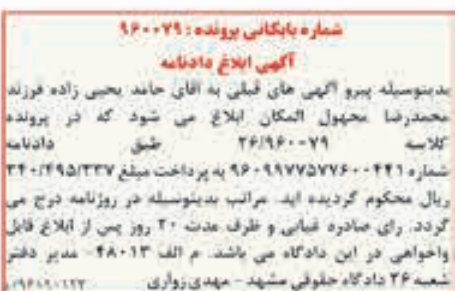 شماره بایگانی پرونده: ۹۶۰۰۷۹
آگهی ابلاغ دادنامه
بدینوسیله پیرو آگهی های قبلی به آقای حامد یحیی زاده فرزند
محمدرضا مجهول المکان ابلاغ می شود که در پرونده
کلاسه ۲۶/۹۶۰۰۷۹ طبق دادنامه
شماره ۹۶۰۹۹۷۷۵۷۷۶۰۰۴۴۱ به پرداخت مبلغ ۳۴۰/۴۹۵/۳۳۷
ریال محکوم گردیده اید. مراتب بدینوسیله در روزنامه درج می
گردد. رای صادره غیابی و ظرف مدت ۲۰ روز پس از ابلاغ قابل
واخواهی در این دادگاه می باشد. م الف ۴۸۰۱۳- مدیر دفتر
شعبه ۲۶ دادگاه حقوقی مشهد - مهدی زواری